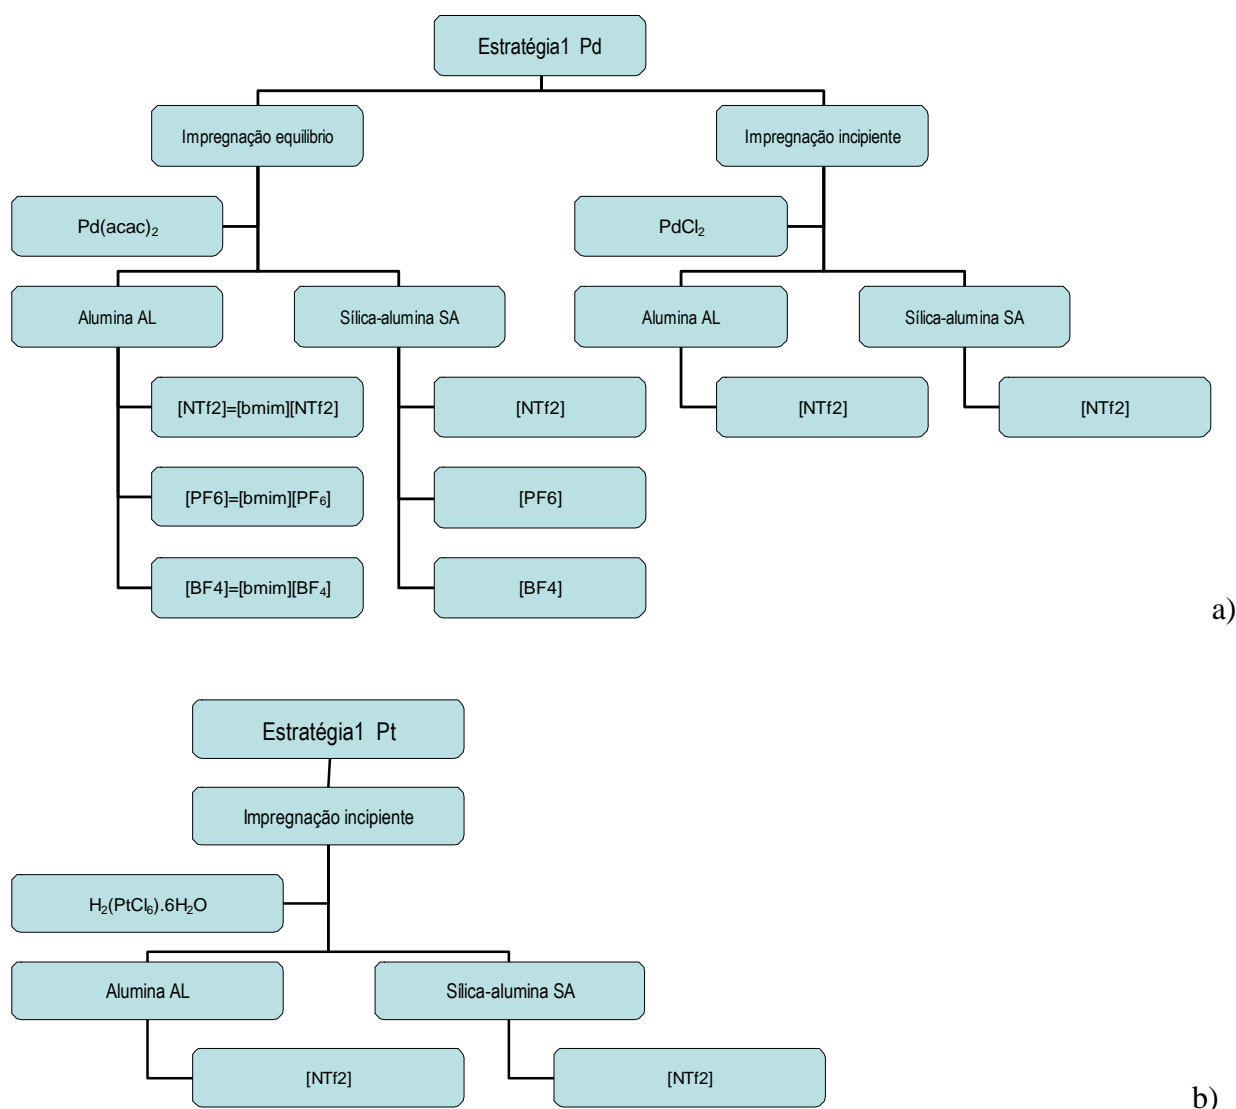 Estratégia1 Pd
Impregnação equilibrio
Impregnação incipiente
Pd(acac)₂
PdCl₂
Alumina AL
Sílica-alumina SA
Alumina AL
Sílica-alumina SA
[NTf2]=[bmim][NTf2]
[NTf2]
[NTf2]
[NTf2]
[PF6]=[bmim][PF₆]
[PF6]
[BF4]=[bmim][BF₄]
[BF4]
a)
Estratégia1 Pt
Impregnação incipiente
H₂(PtCl₆).6H₂O
Alumina AL
Sílica-alumina SA
[NTf2]
[NTf2]
b)